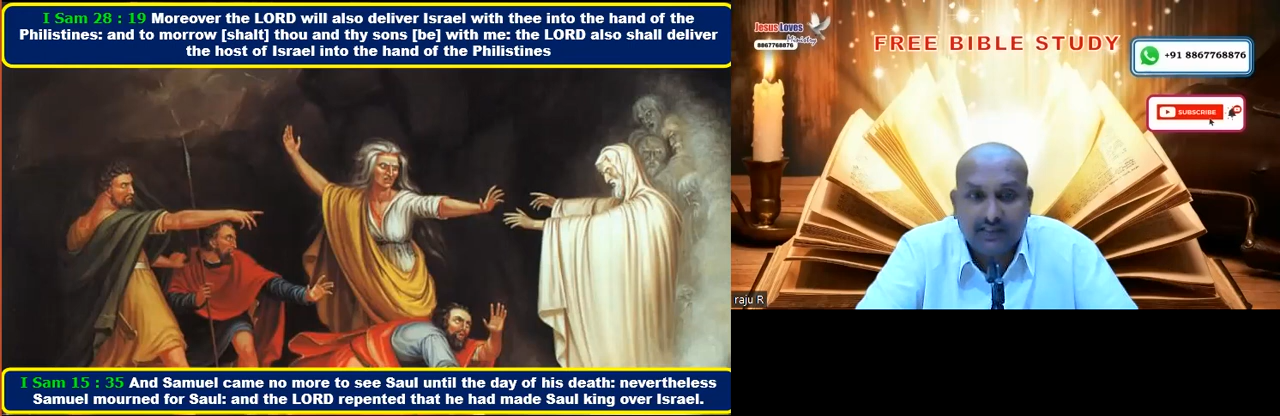 I Sam 28 : 19 Moreover the LORD will also deliver Israel with thee into the hand of the
Philistines: and to morrow [shalt] thou and thy sons [be] with me: the LORD also shall deliver
the host of Israel into the hand of the Philistines
I Sam 15 : 35 And Samuel came no more to see Saul until the day of his death: nevertheless
Samuel mourned for Saul: and the LORD repented that he had made Saul king over Israel.
Jesus Loves
Ministry
8867768876
FREE BIBLE STUDY
+91 8867768876
SUBSCRIBE
raju R